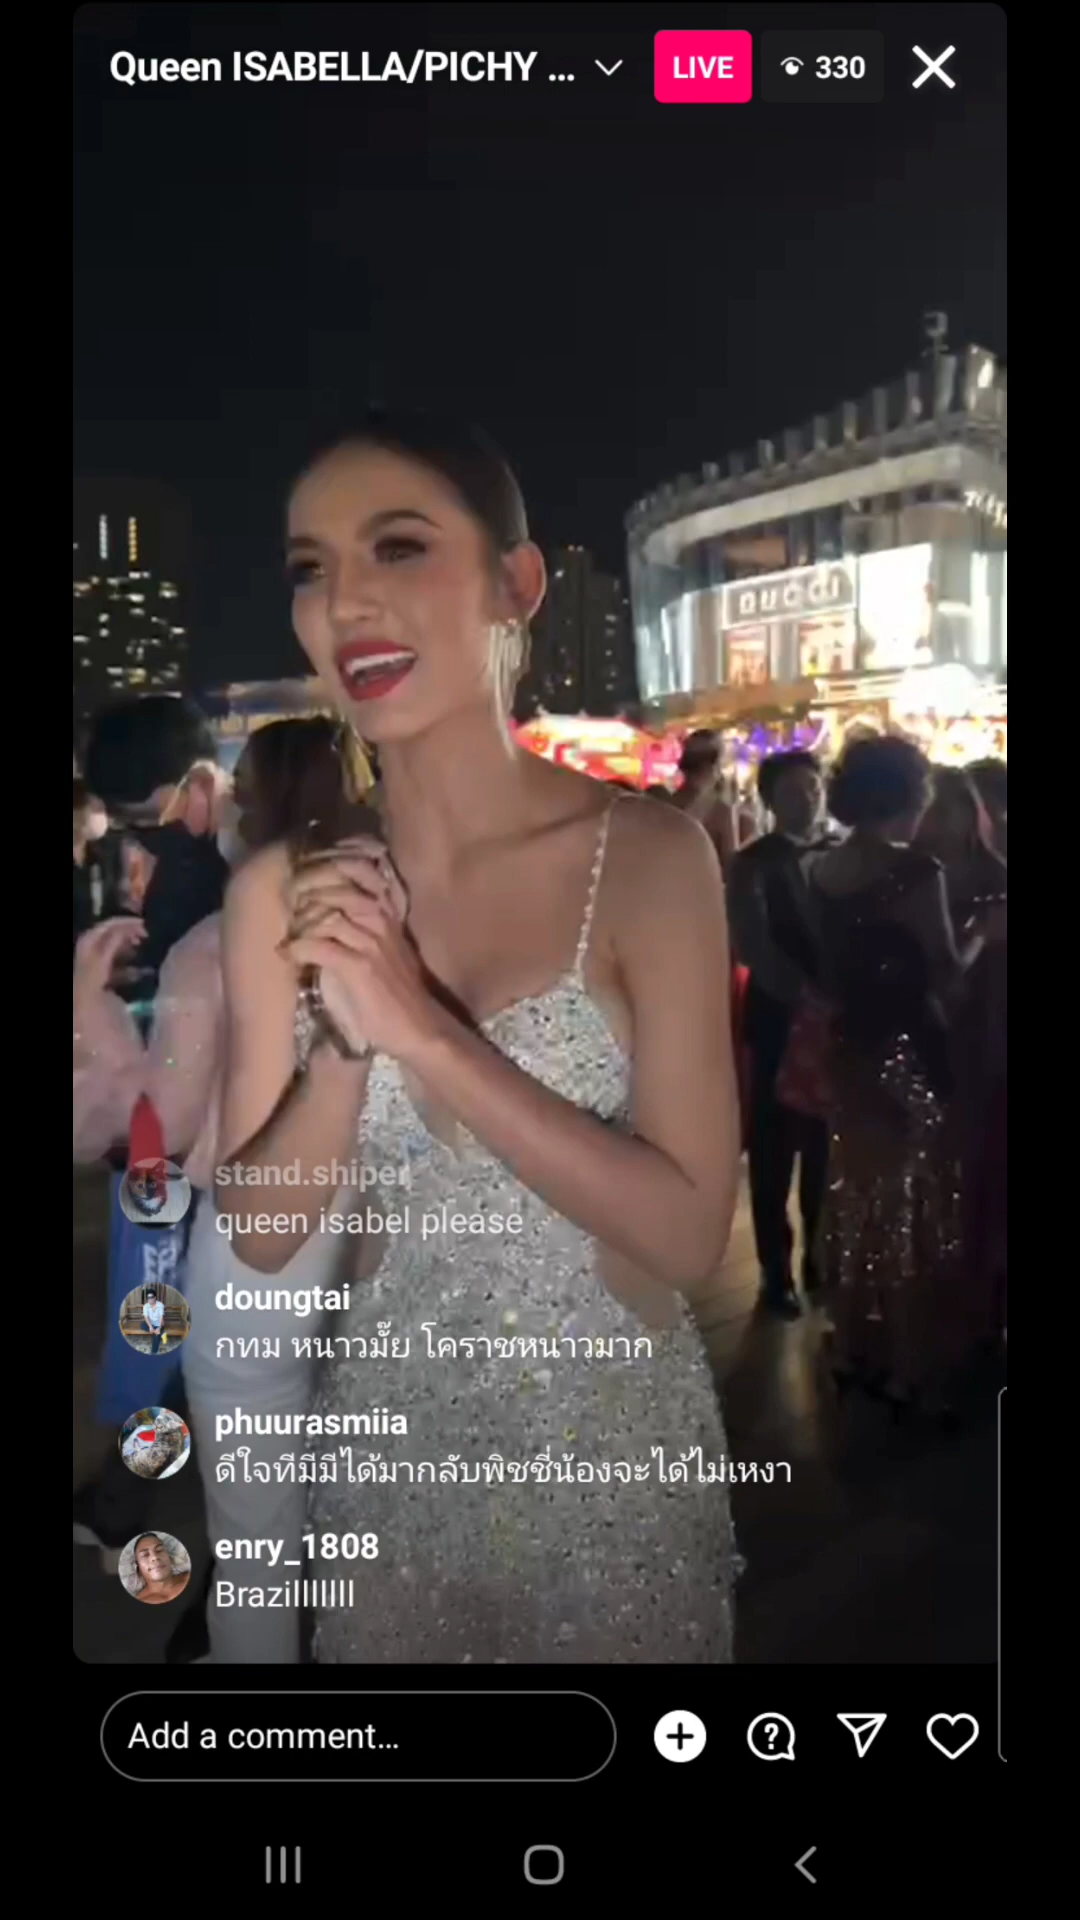 Queen ISABELLA/PICHY ...
LIVE
330
stand.shiper
queen isabel please
doungtai
กทม หนาวมั๊ย โคราชหนาวมาก
phuurasmiia
ดีใจทีมีมีได้มากลับพิชชี่น้องจะได้ไม่เหงา
enry_1808
Brazilllllll
Add a comment...